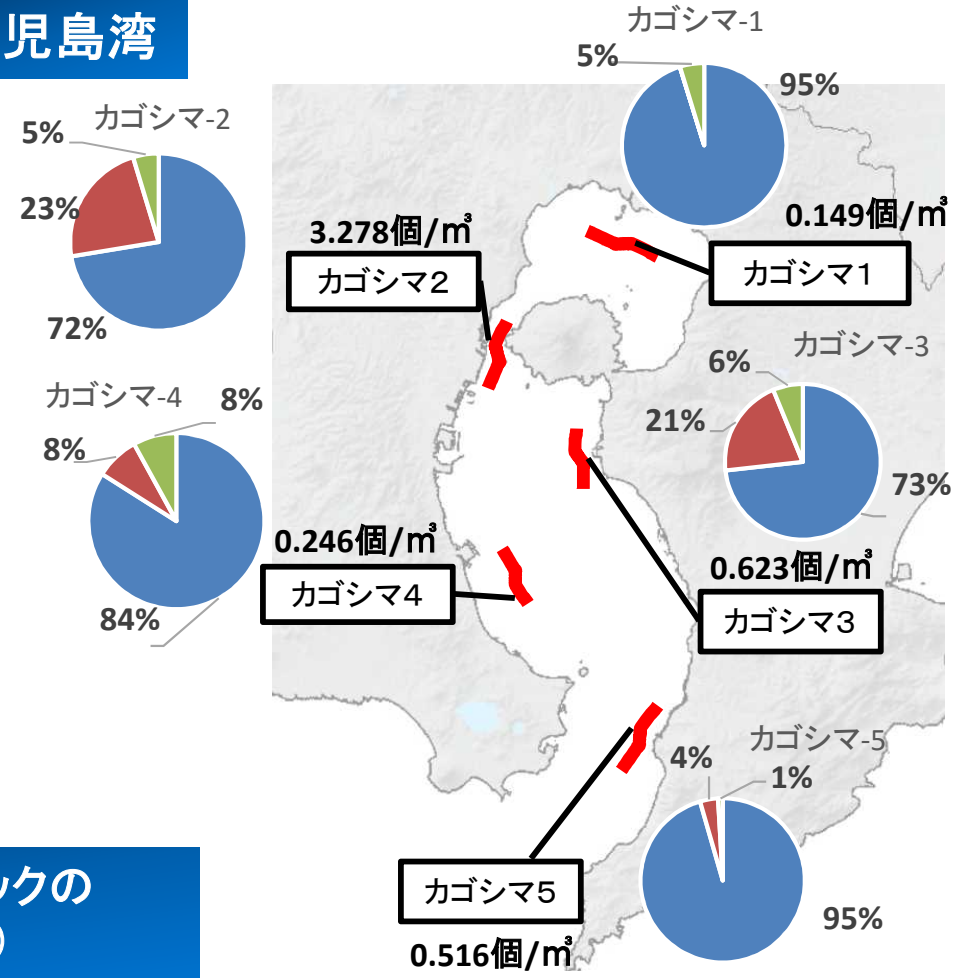 児島湾
カゴシマ-1
5%
95%
0.149個/㎥
カゴシマ1
カゴシマ-2
5%
23%
72%
3.278個/㎥
カゴシマ2
カゴシマ-3
6%
21%
73%
0.623個/㎥
カゴシマ3
カゴシマ-4
8%
8%
84%
0.246個/㎥
カゴシマ4
カゴシマ-5
4%
1%
95%
カゴシマ5
0.516個/㎥
ックの
)